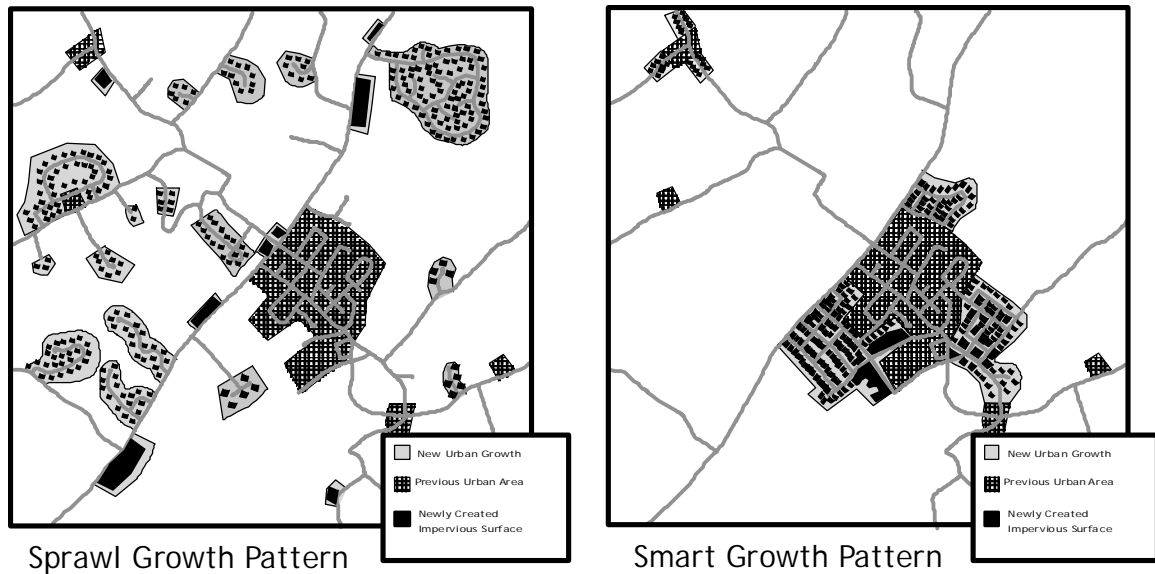 New Urban Growth
Previous Urban Area
Newly Created
Impervious Surface
Sprawl Growth Pattern
New Urban Growth
Previous Urban Area
Newly Created
Impervious Surface
Smart Growth Pattern